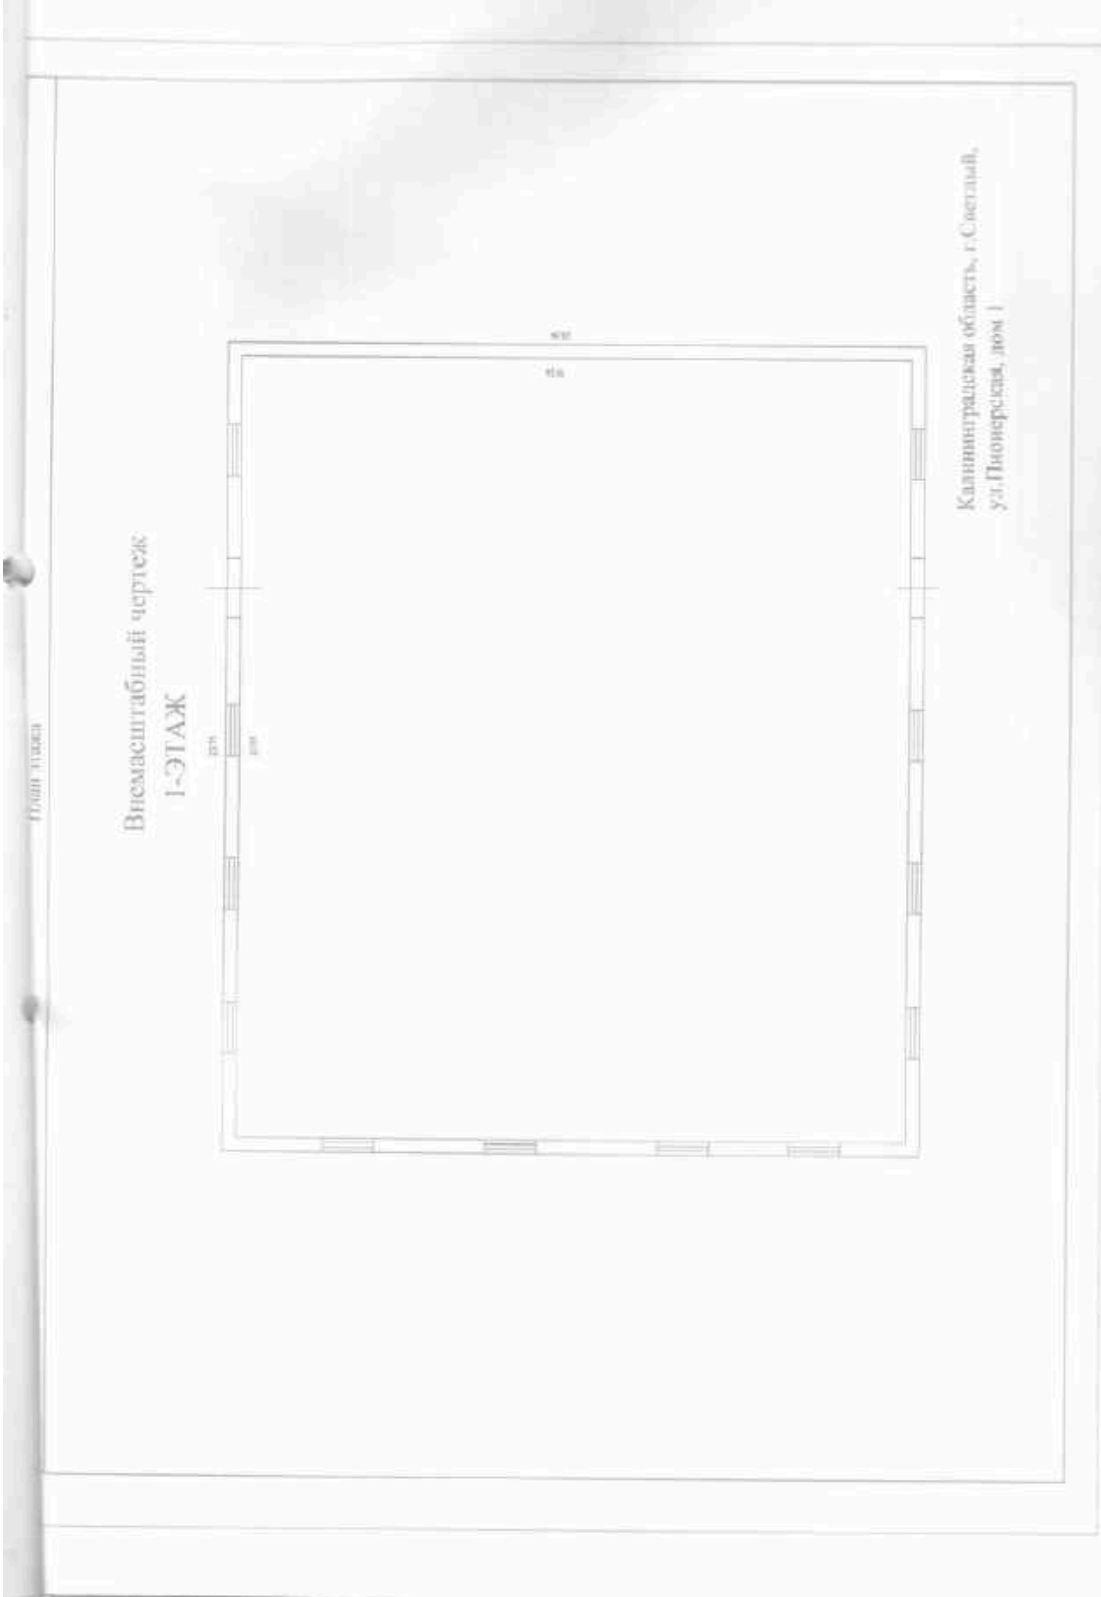 План этажа
Внемасштабный чертеж
1-ЭТАЖ
Калининградская область, г.Светлый,
ул.Пионерская, дом 1